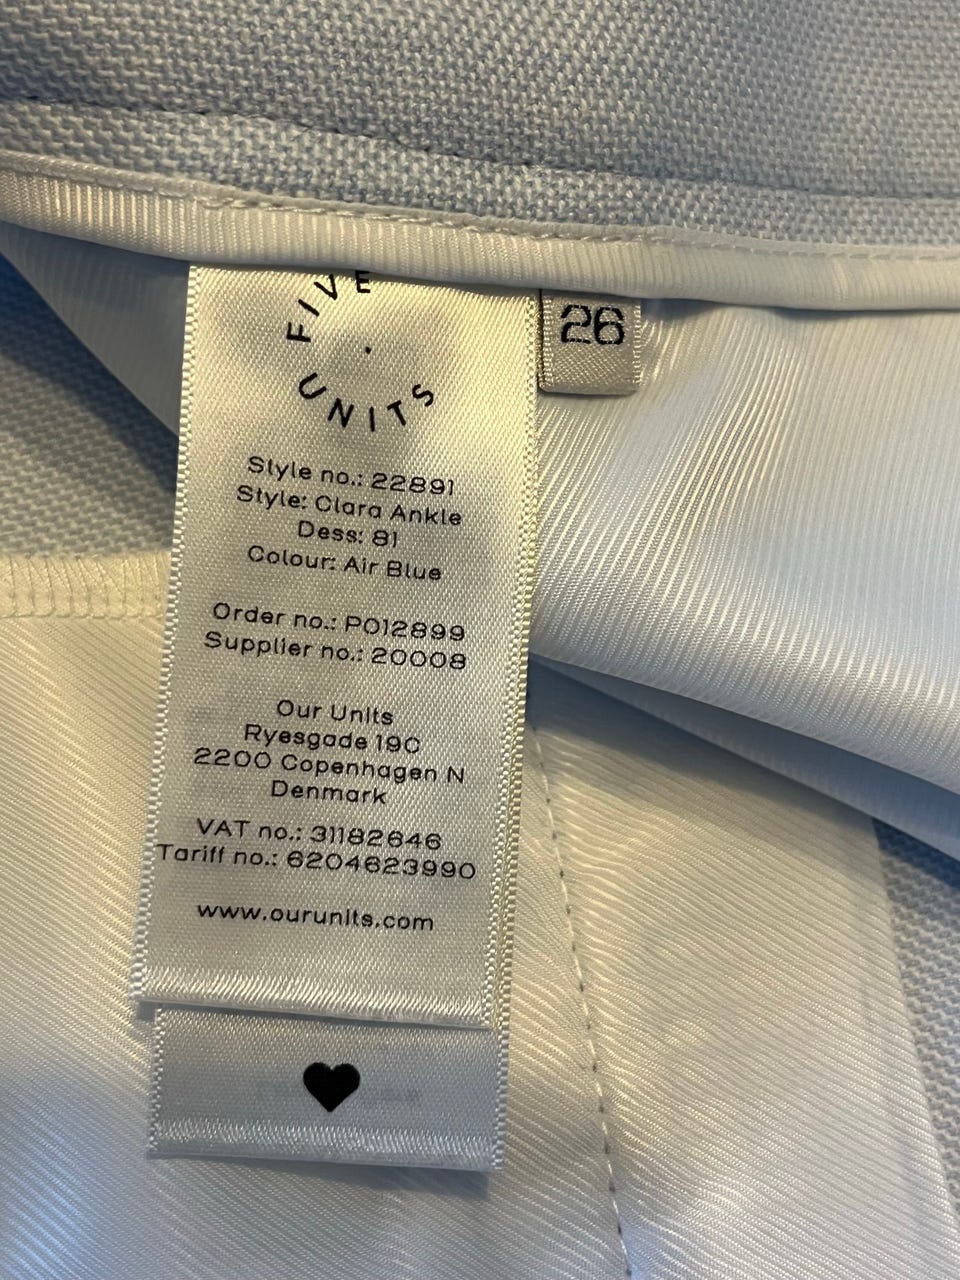 FIVE
UNITS
26
Style no.: 22891
Style: Clara Ankle
Dess: 81
Colour: Air Blue
Order no.: P012899
Supplier no.: 20008
Our Units
Ryesgade 19C
2200 Copenhagen N
Denmark
VAT no.: 31182646
Tariff no.: 6204623990
www.ourunits.com